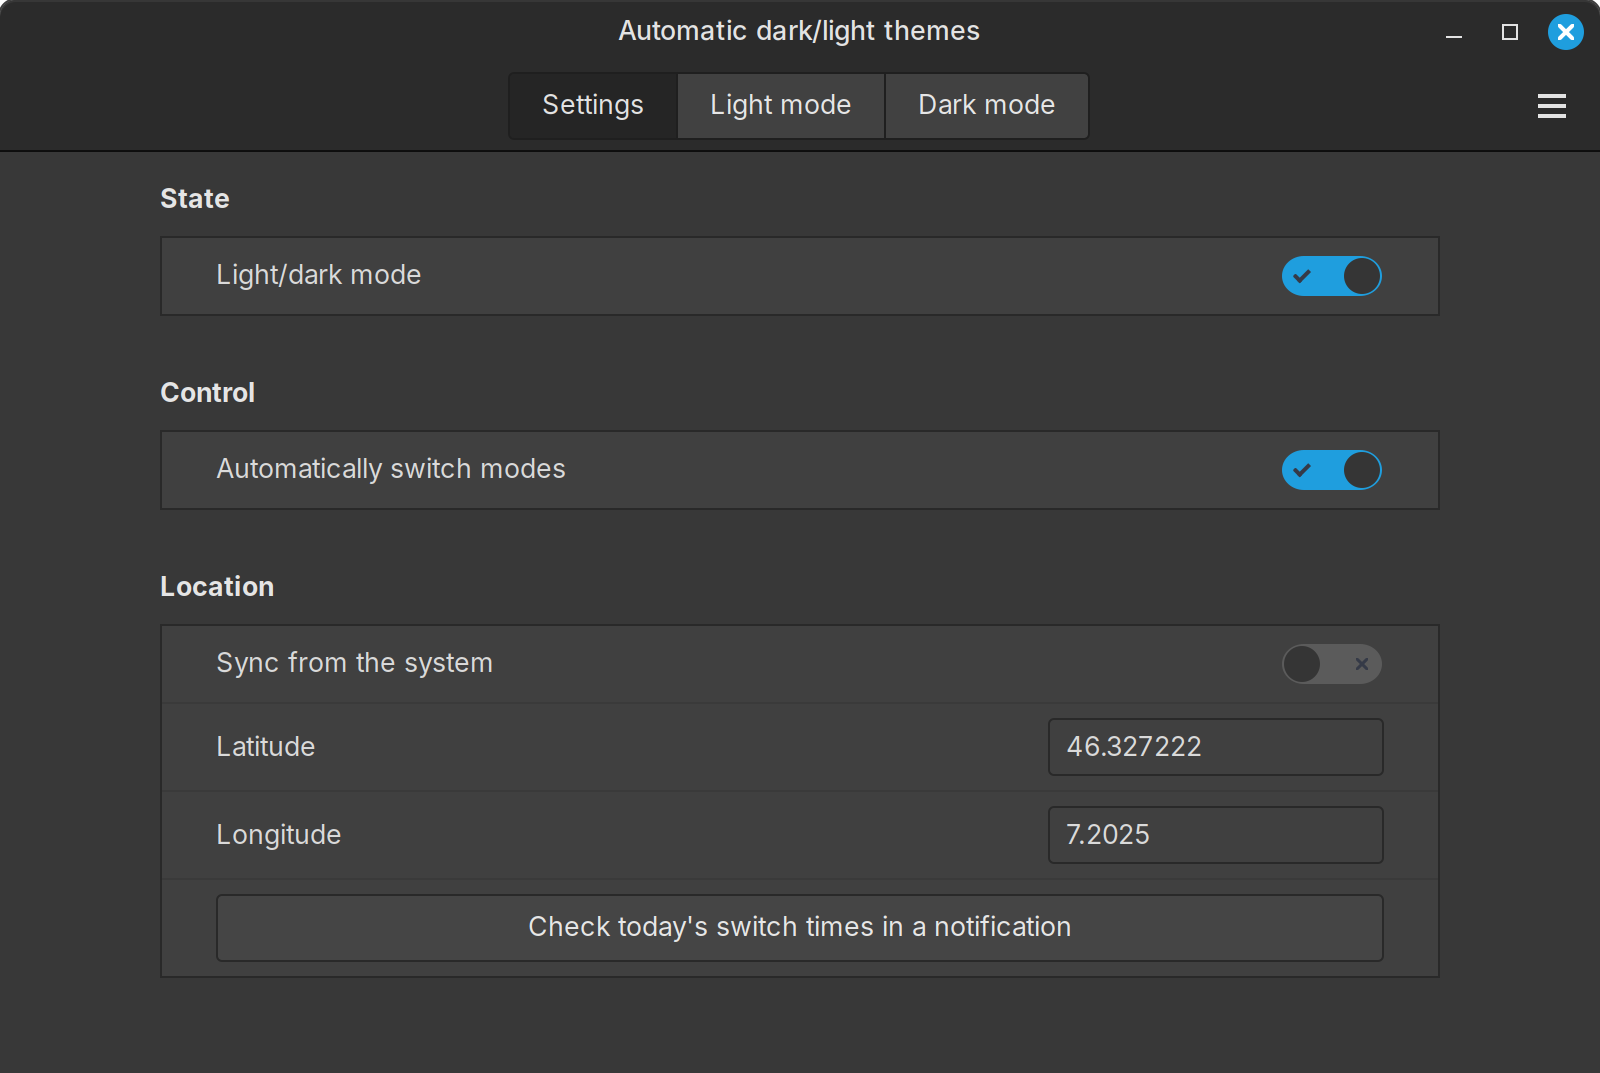 Automatic dark/light themes
Settings
Light mode
Dark mode
State
Light/dark mode
Control
Automatically switch modes
Location
Sync from the system
Latitude
46.327222
Longitude
7.2025
Check today's switch times in a notification